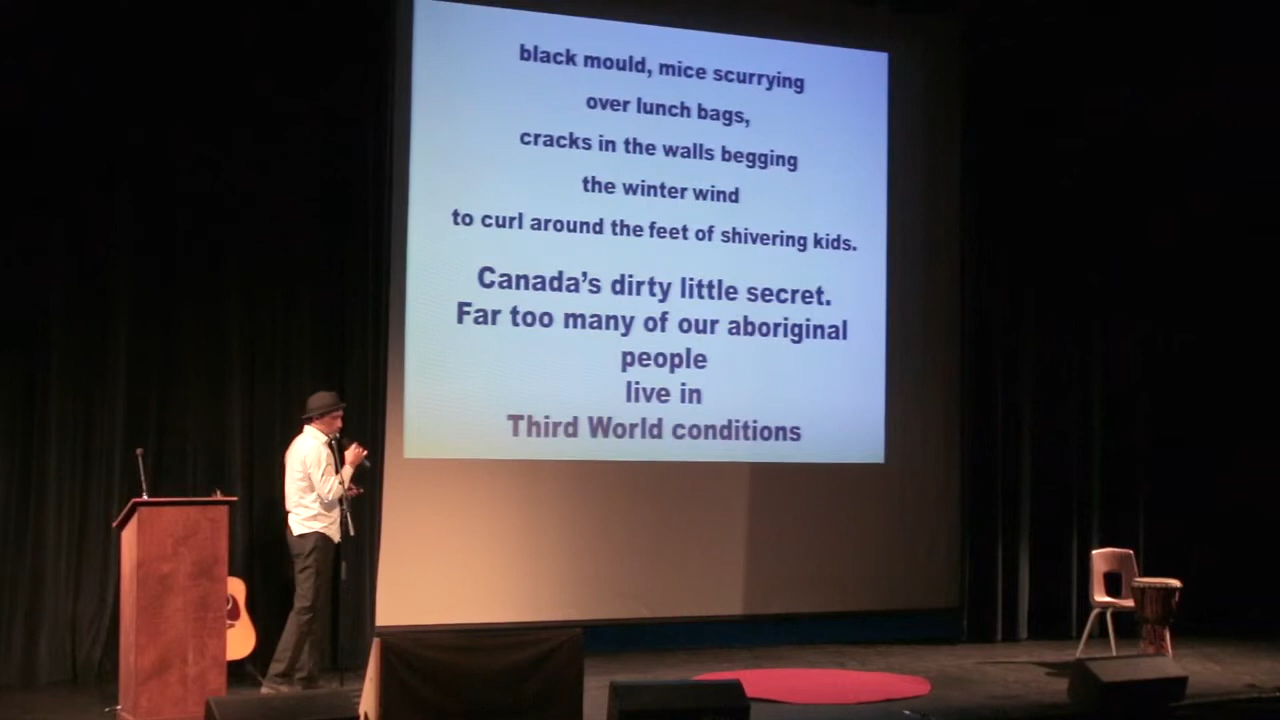 black mould, mice scurrying
over lunch bags,
cracks in the walls begging
the winter wind
to curl around the feet of shivering kids.
Canada’s dirty little secret.
Far too many of our aboriginal
people
live in
Third World conditions